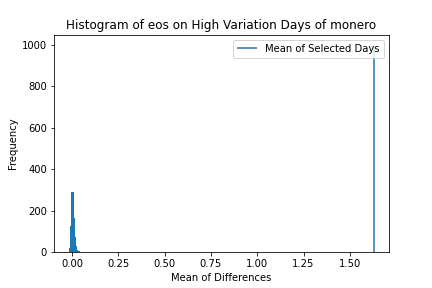 Histogram of eos on High Variation Days of monero
Mean of Selected Days
1000
800
600
400
200
0
Frequency
0.00 0.25 0.50 0.75 1.00 1.25 1.50
Mean of Differences